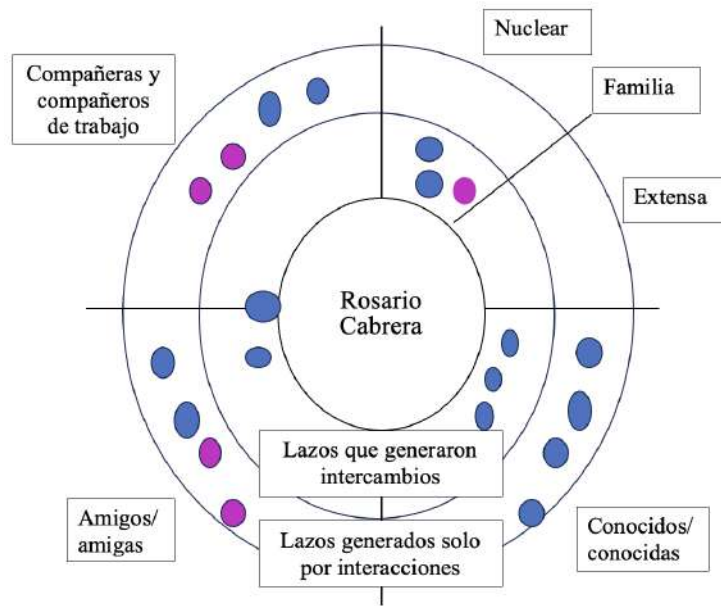 Nuclear
Compañeras y
compañeros
de trabajo
Familia
Extensa
Rosario
Cabrera
Lazos que generaron
intercambios
Amigos/
amigas
Lazos generados solo
por interacciones
Conocidos/
conocidas